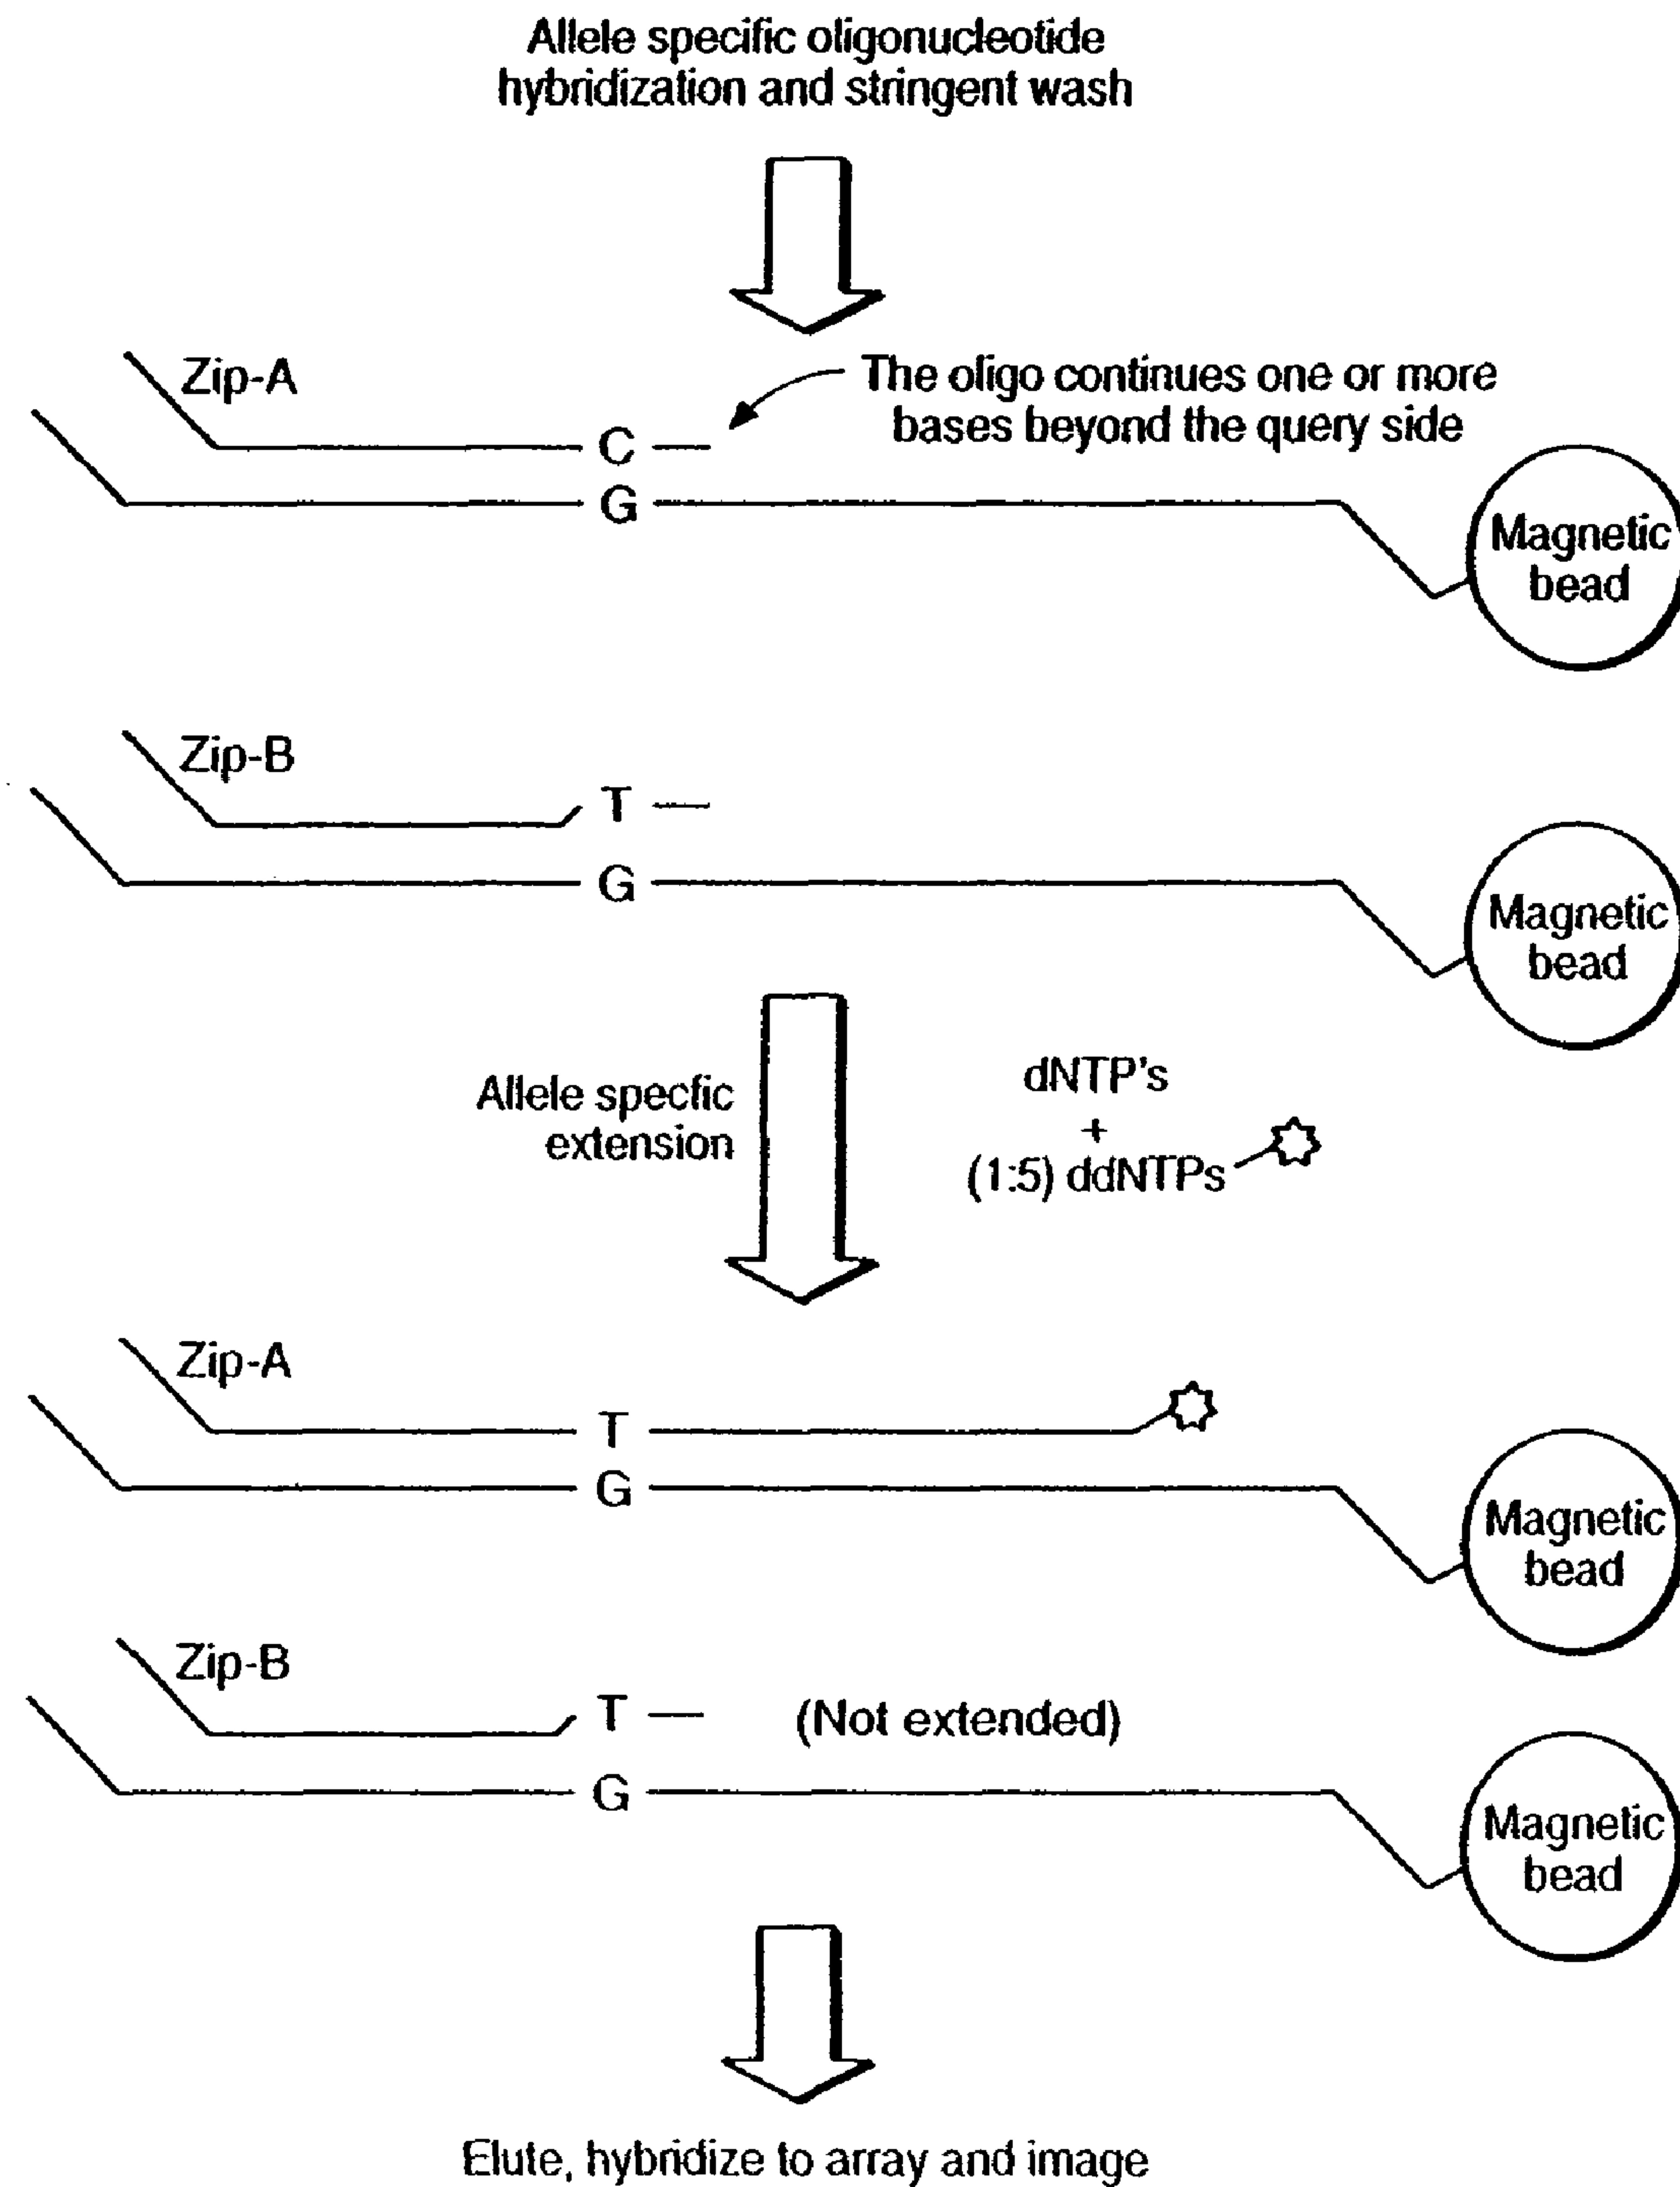 Allele specific oligonucleotide
hybridization and stringent wash
Zip-A
The oligo continues one or more
bases beyond the query side
C
G
Magnetic
bead
Zip-B
T
G
Magnetic
bead
Allele specfic
extension
dNTP's
+
(1:5) ddNTPs
Zip-A
T
G
Magnetic
bead
Zip-B
T
(Not extended)
G
Magnetic
bead
Elute, hybridize to array and image